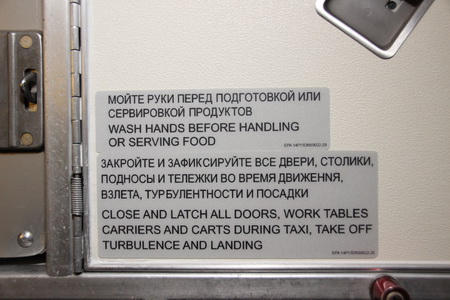 МОЙТЕ РУКИ ПЕРЕД ПОДГОТОВКОЙ ИЛИ
СЕРВИРОВКОЙ ПРОДУКТОВ
WASH HANDS BEFORE HANDLING
OR SERVING FOOD
ЗАКРОЙТЕ И ЗАФИКСИРУЙТЕ ВСЕ ДВЕРИ, СТОЛИКИ,
ПОДНОСЫ И ТЕЛЕЖКИ ВО ВРЕМЯ ДВИЖЕННЯ,
ВЗЛЕТА, ТУРБУЛЕНТНОСТИ И ПОСАДКИ
CLOSE AND LATCH ALL DOORS, WORK TABLES
CARRIERS AND CARTS DURING TAXI, TAKE OFF
TURBULENCE AND LANDING